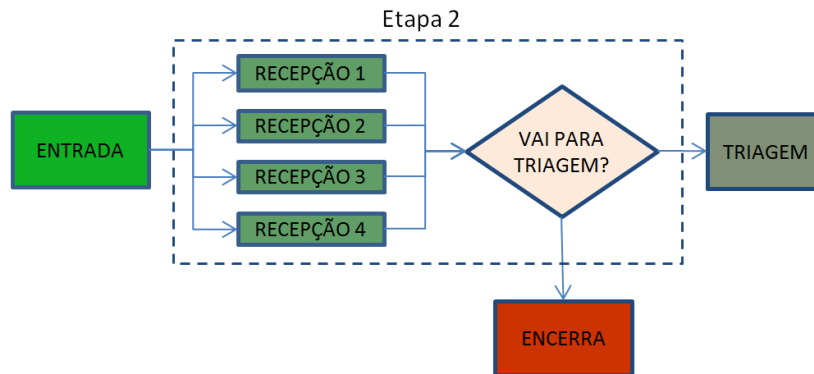 Etapa 2
ENTRADA
RECEPÇÃO 1
RECEPÇÃO 2
RECEPÇÃO 3
RECEPÇÃO 4
VAI PARA
TRIAGEM?
TRIAGEM
ENCERRA